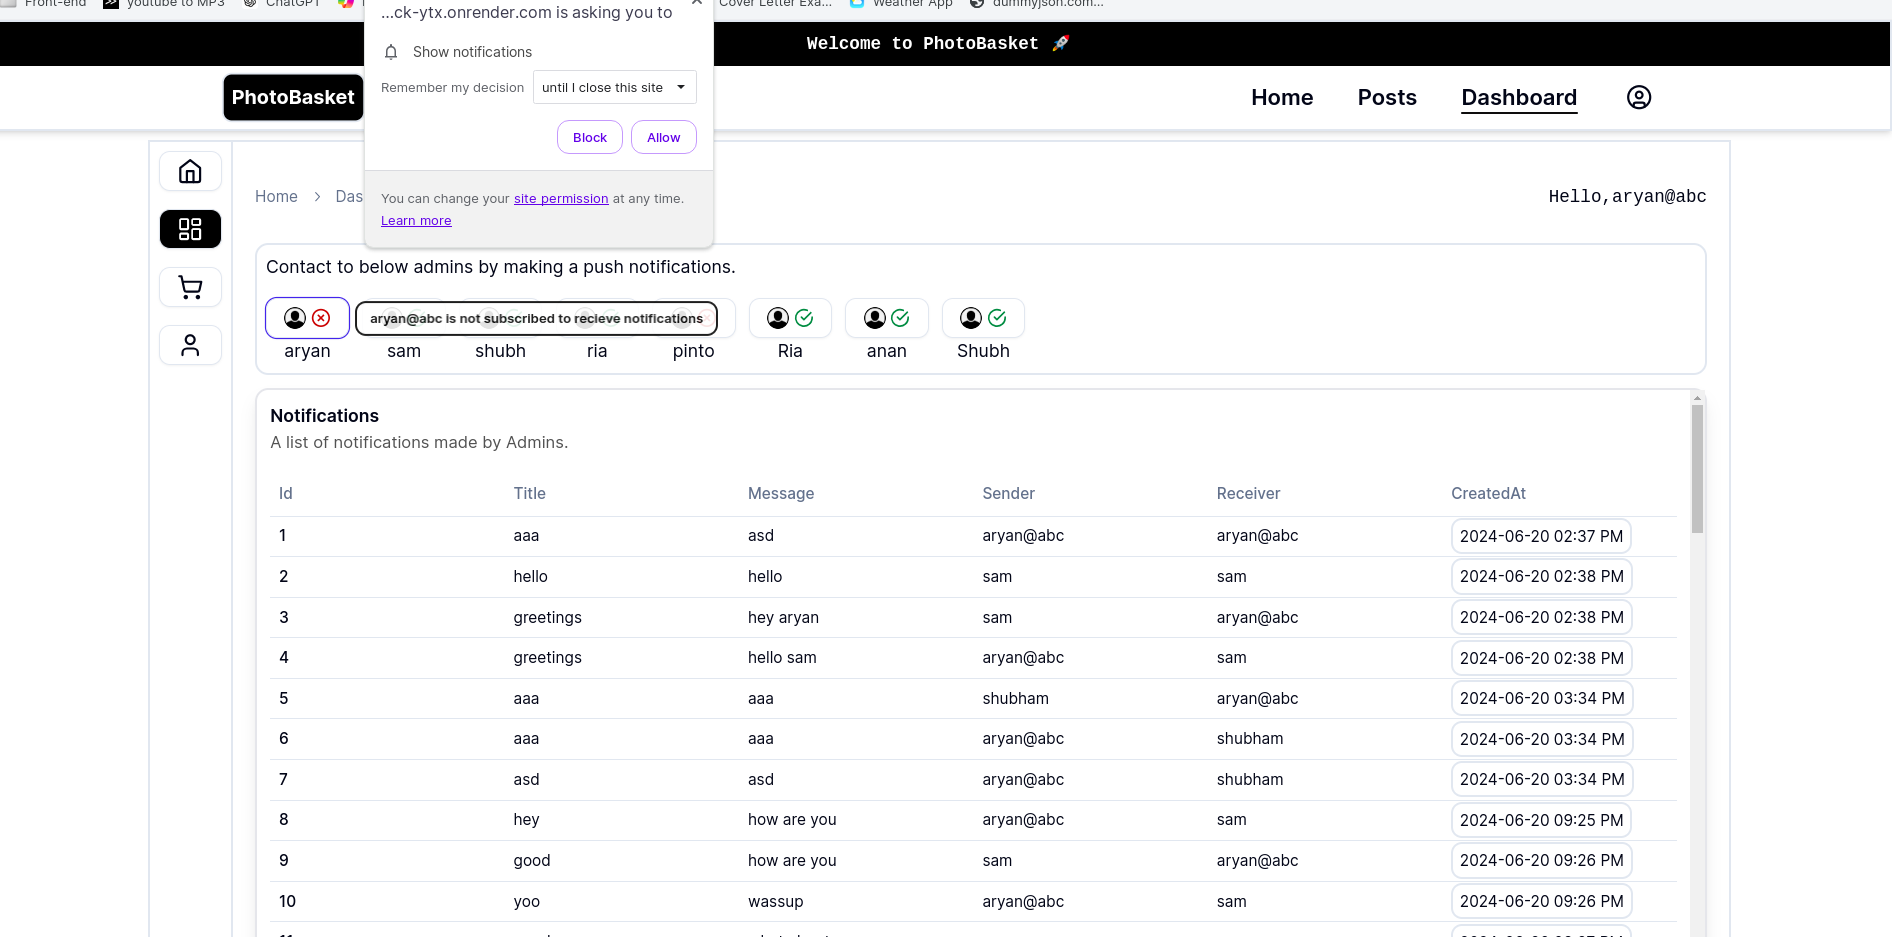 Front-end youtube to MP3 ChatGPT Cover Letter Exa... Weather App dummyjson.com...
...ck-ytx.onrender.com is asking you to
Show notifications
Remember my decision until I close this site
Block Allow
You can change your site permission at any time.
Learn more
Welcome to PhotoBasket 🚀
PhotoBasket Home Posts Dashboard
Home > Das
Hello,aryan@abc
Contact to below admins by making a push notifications.
aryan@abc is not subscribed to recieve notifications
aryan sam shubh ria pinto Ria anan Shubh
Notifications
A list of notifications made by Admins.
Id Title Message Sender Receiver CreatedAt
1 aaa asd aryan@abc aryan@abc 2024-06-20 02:37 PM
2 hello hello sam sam 2024-06-20 02:38 PM
3 greetings hey aryan sam aryan@abc 2024-06-20 02:38 PM
4 greetings hello sam aryan@abc sam 2024-06-20 02:38 PM
5 aaa aaa shubham aryan@abc 2024-06-20 03:34 PM
6 aaa aaa aryan@abc shubham 2024-06-20 03:34 PM
7 asd asd aryan@abc shubham 2024-06-20 03:34 PM
8 hey how are you aryan@abc sam 2024-06-20 09:25 PM
9 good how are you sam aryan@abc 2024-06-20 09:26 PM
10 yoo wassup aryan@abc sam 2024-06-20 09:26 PM